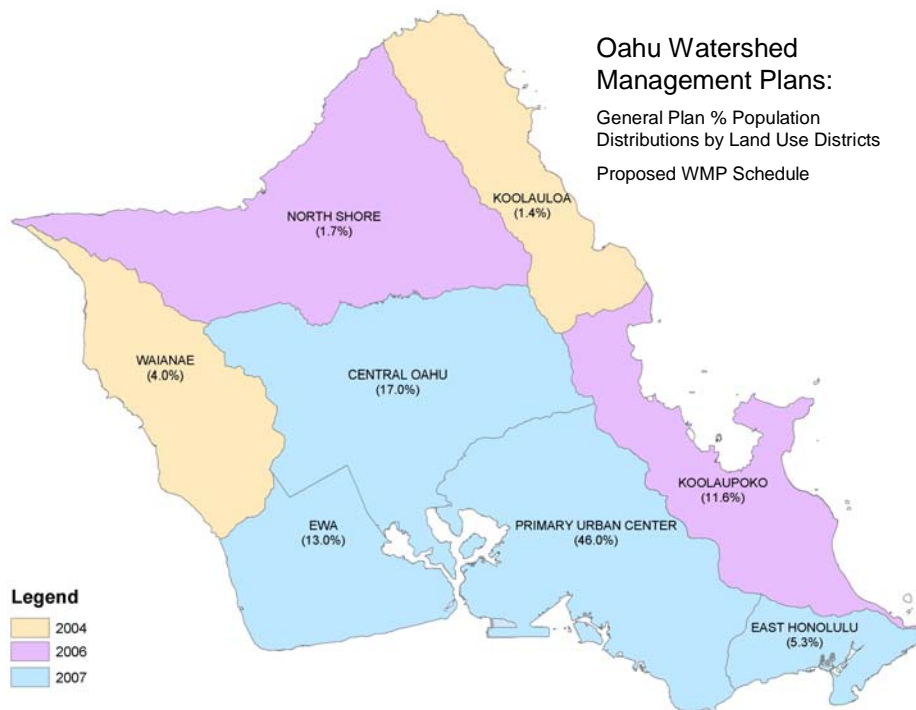 Oahu Watershed
Management Plans:
General Plan % Population
Distributions by Land Use Districts
Proposed WMP Schedule
KOOLAULOA
(1.4%)
NORTH SHORE
(1.7%)
WAIANAE
(4.0%)
CENTRAL OAHU
(17.0%)
KOOLAUPOKO
(11.6%)
EWA
(13.0%)
PRIMARY URBAN CENTER
(46.0%)
EAST HONOLULU
(5.3%)
Legend
2004
2006
2007